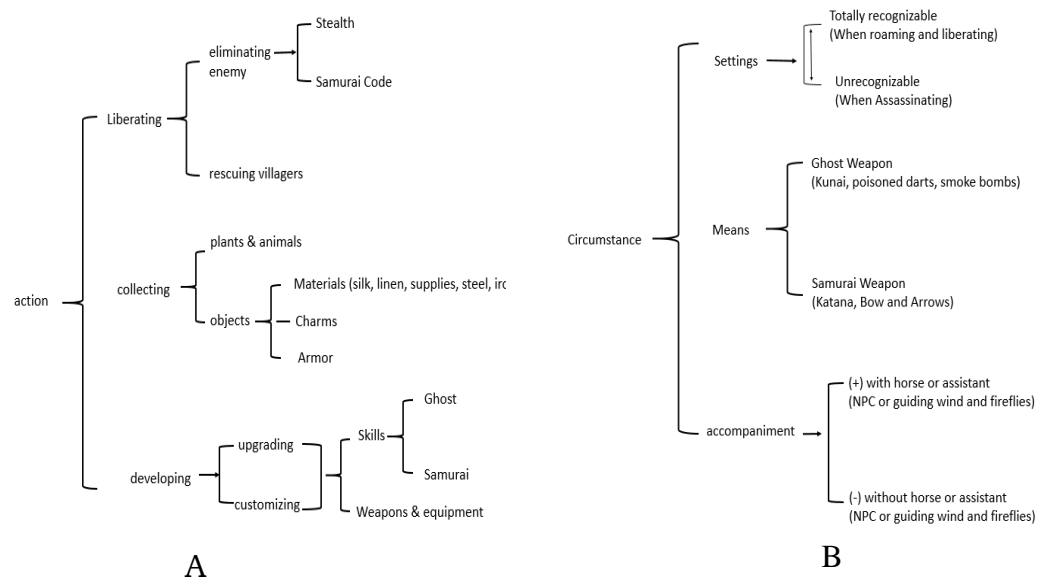 action
Liberating
eliminating
enemy
Stealth
Samurai Code
rescuing villagers
collecting
plants & animals
objects
Materials (silk, linen, supplies, steel,
Charms
Armor
developing
upgrading
customizing
Skills
Ghost
Samurai
Weapons & equipment
A
Circumstance
Settings
Totally recognizable
(When roaming and liberating)
Unrecognizable
(When Assassinating)
Means
Ghost Weapon
(Kunai, poisoned darts, smoke bombs)
Samurai Weapon
(Katana, Bow and Arrows)
accompaniment
(+) with horse or assistant
(NPC or guiding wind and fireflies)
(-) without horse or assistant
(NPC or guiding wind and fireflies)
B